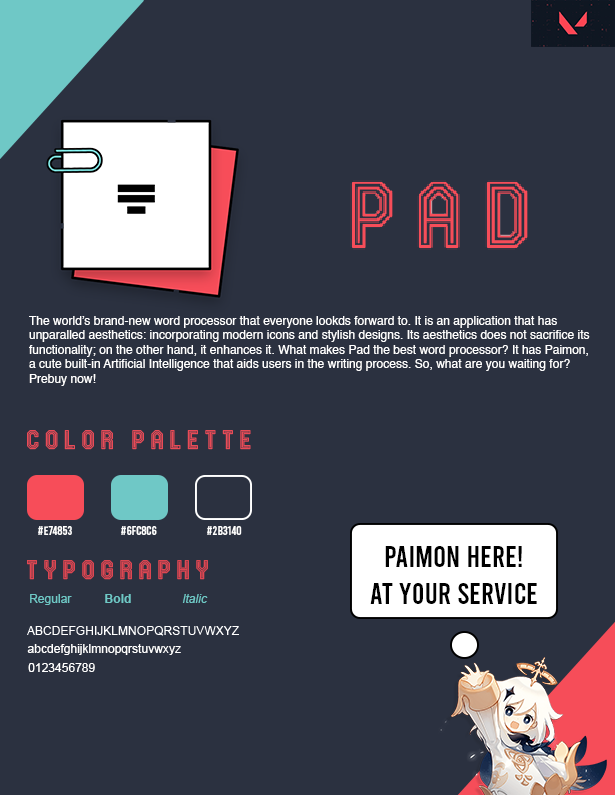 PAD
The world's brand-new word processor that everyone lookds forward to. It is an application that has
unparalled aesthetics: incorporating modern icons and stylish designs. Its aesthetics does not sacrifice its
functionality; on the other hand, it enhances it. What makes Pad the best word processor? It has Paimon,
a cute built-in Artificial Intelligence that aids users in the writing process. So, what are you waiting for?
Prebuy now!
COLOR PALETTE
#E74853 #6FC8C6 #2B3140
TYPOGRAPHY
Regular Bold Italic
ABCDEFGHIJKLMNOPQRSTUVWXYZ
abcdefghijklmnopqrstuvwxyz
0123456789
PAIMON HERE!
AT YOUR SERVICE